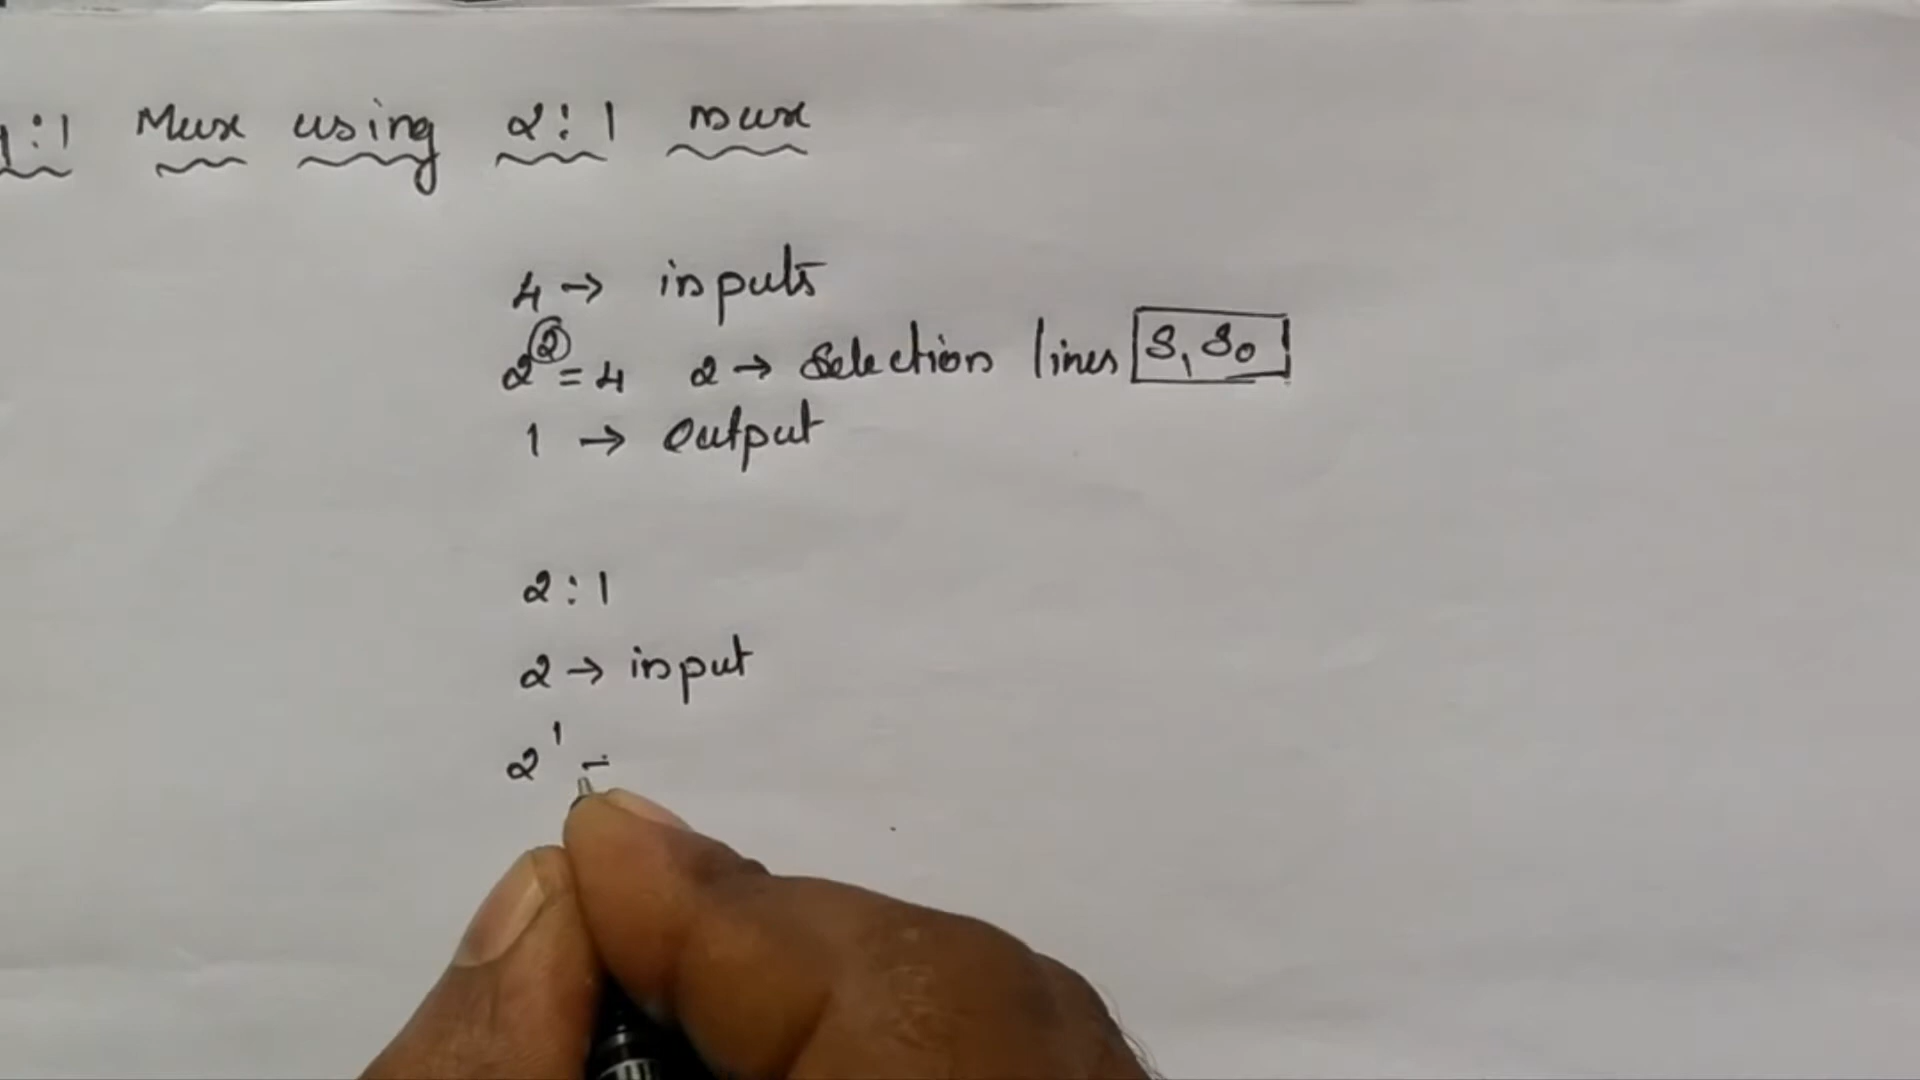 :1 Mux using 2:1 mux
4 → inputs
2² = 4 2 → Selection lines S₁ S₀
1 → Output
2:1
2 → input
2¹ =